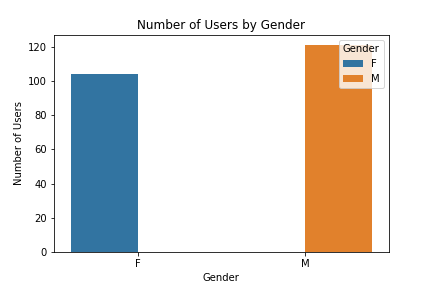 Number of Users by Gender
Number of Users
120
100
80
60
40
20
0
Gender
F
M
F
M
Gender